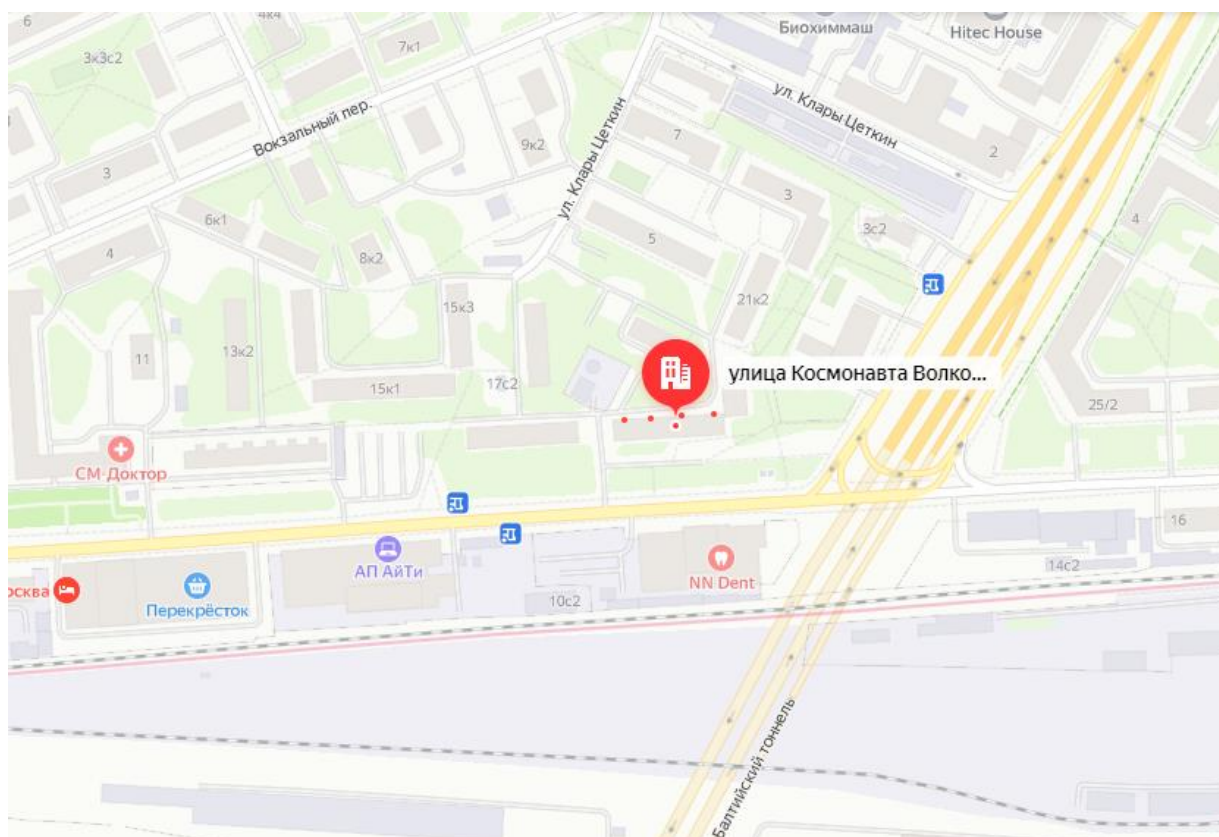 6
4к4
Биохиммаш
Hitec House
3к3с2
7к1
Вокзальный пер.
ул. Клары Цеткин
9к2
7
ул. Клары Цеткин
2
3
3
6к1
5
3с2
4
4
8к2
21к2
15к3
11
13к2
17с2
улица Космонавта Волко...
15к1
25/2
СМ-Доктор
16
АП АйТи
NN Dent
14с2
осква
Перекрёсток
10с2
Балтийский тоннель